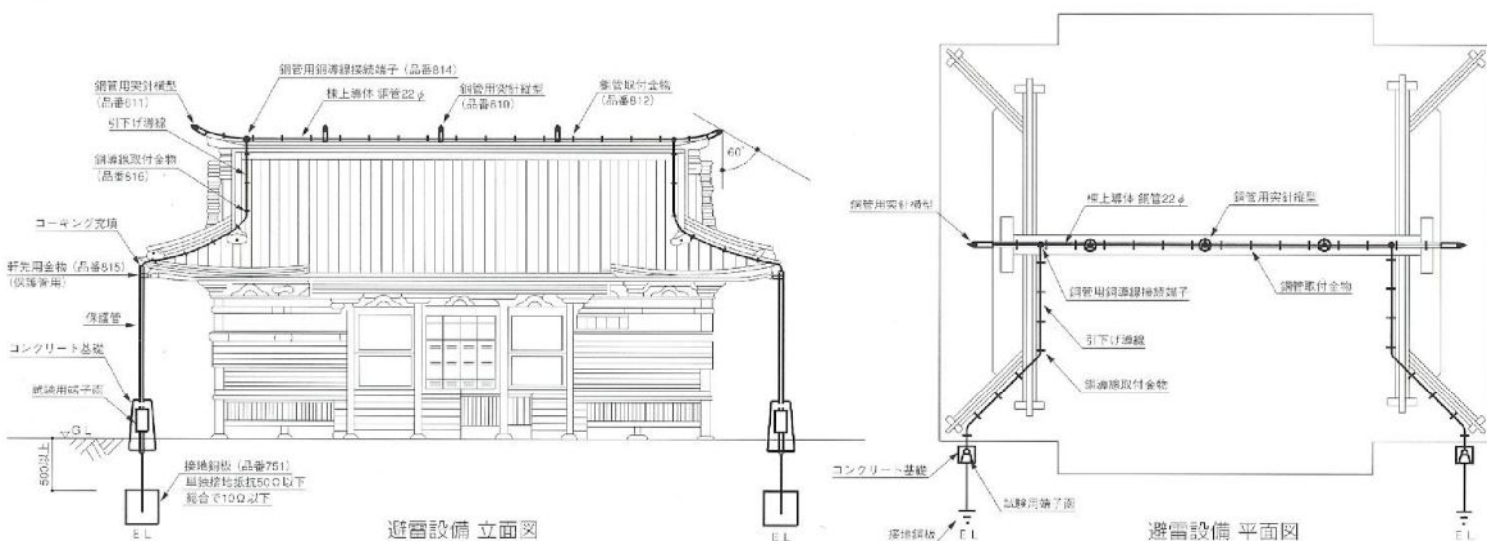 銅管用銅導線接続端子（品番814）
銅管用突針横型
（品番811）
棟上導体 銅管22φ
銅管用突針縦型
（品番810）
銅管取付金物
（品番812）
引下げ導線
銅導線取付金物
（品番816）
60°
コーキング充填
軒先用金物（品番815）
（保護管用）
保護管
コンクリート基礎
試験用端子函
GL
500以上
接地銅板（品番751）
単独接地抵抗50Ω以下
総合で10Ω以下
EL
EL
避雷設備 立面図
銅管用突針横型
棟上導体 銅管22φ
銅管用突針縦型
銅管用銅導線接続端子
銅管取付金物
引下げ導線
銅導線取付金物
コンクリート基礎
試験用端子函
接地銅板
EL
EL
避雷設備 平面図